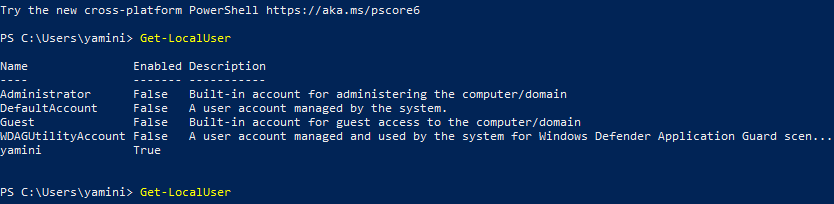 Try the new cross-platform PowerShell https://aka.ms/pscore6
PS C:\Users\yamini> Get-LocalUser
Name Enabled Description
---- ------- -----------
Administrator False Built-in account for administering the computer/domain
DefaultAccount False A user account managed by the system.
Guest False Built-in account for guest access to the computer/domain
WDAGUtilityAccount False A user account managed and used by the system for Windows Defender Application Guard scen...
yamini True
PS C:\Users\yamini> Get-LocalUser